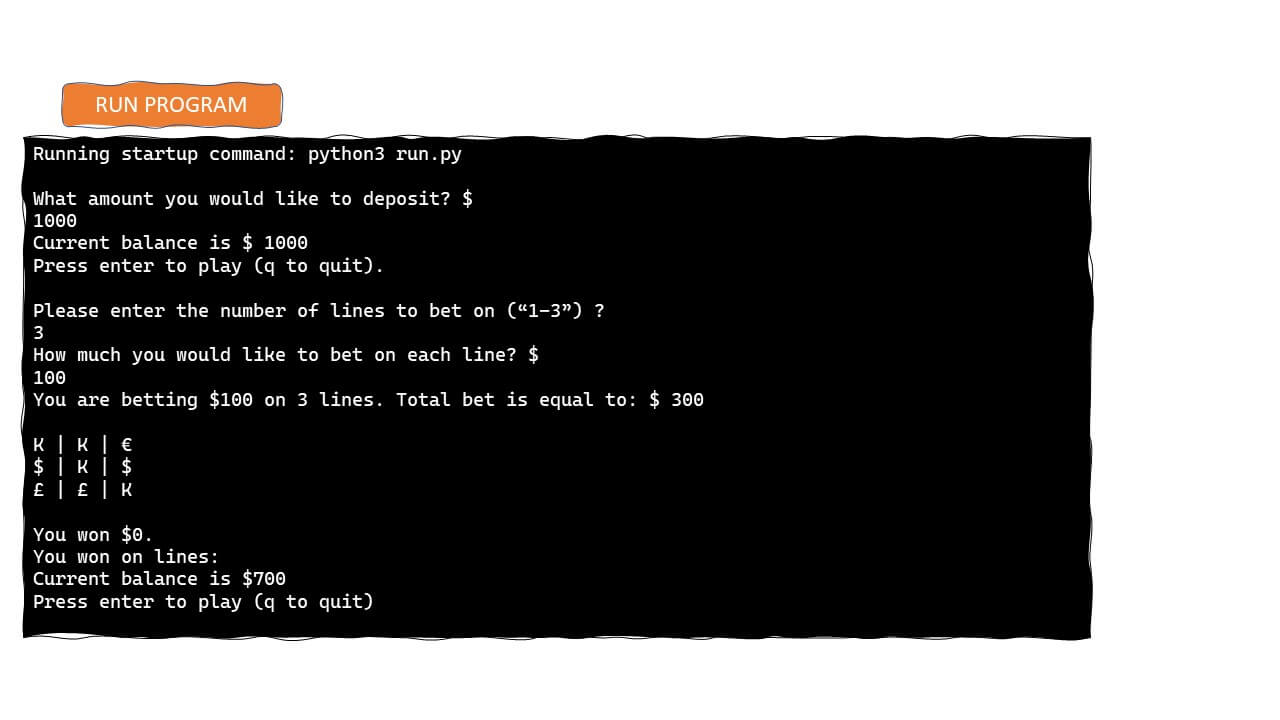 RUN PROGRAM
Running startup command: python3 run.py
What amount you would like to deposit? $
1000
Current balance is $ 1000
Press enter to play (q to quit).
Please enter the number of lines to bet on (“1–3”) ?
3
How much you would like to bet on each line? $
100
You are betting $100 on 3 lines. Total bet is equal to: $ 300
K | K | €
$ | K | $
£ | £ | K
You won $0.
You won on lines:
Current balance is $700
Press enter to play (q to quit)